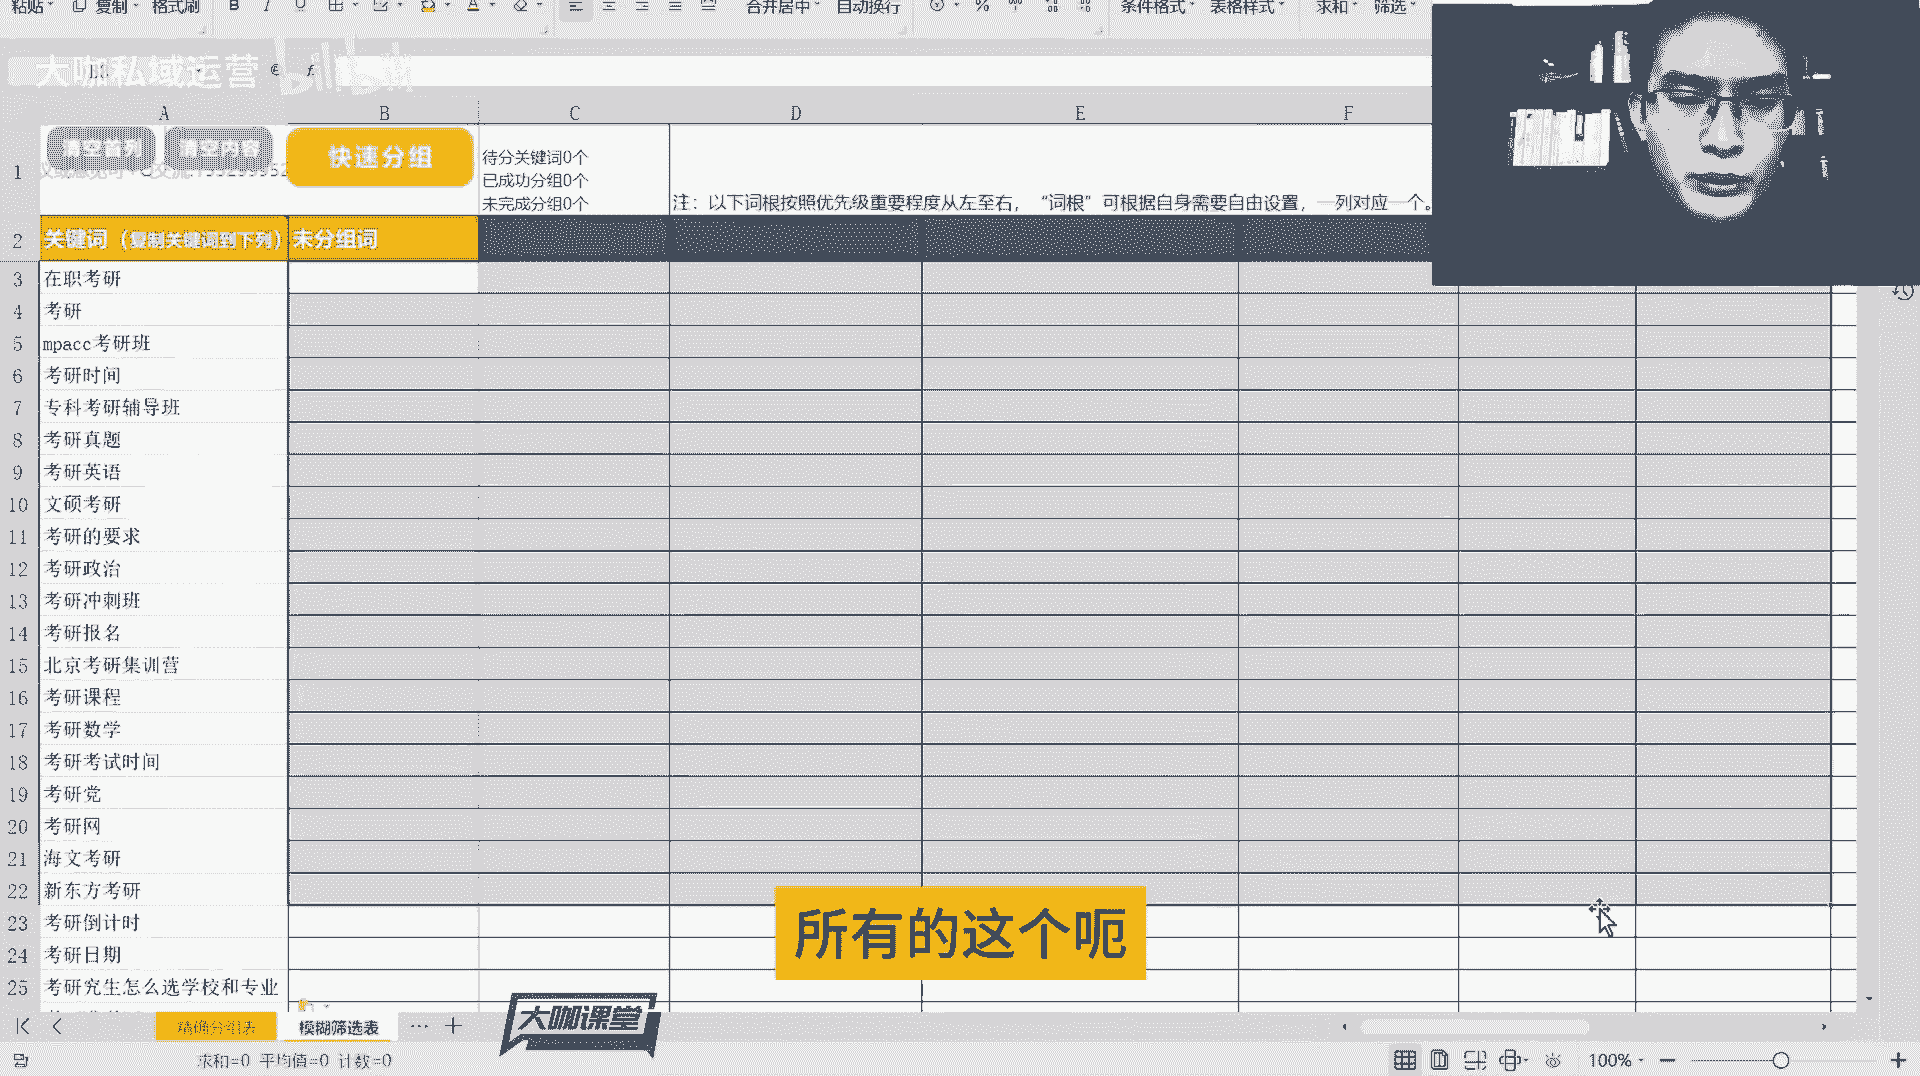 粘贴 复制 格式刷 B I U A 合并居中 自动换行 % 条件格式 表格样式 求和 筛选
大咖私域运营 bilibili
A B C D E F
清空首列 清空内容 快速分组
待分关键词0个
已成功分组0个
未完成分组0个
注：以下词根按照优先级重要程度从左至右，“词根”可根据自身需要自由设置，一列对应一个。
1
2 关键词（复制关键词到下列） 未分组词
3 在职考研
4 考研
5 mpacc考研班
6 考研时间
7 专科考研辅导班
8 考研真题
9 考研英语
10 文硕考研
11 考研的要求
12 考研政治
13 考研冲刺班
14 考研报名
15 北京考研集训营
16 考研课程
17 考研数学
18 考研考试时间
19 考研党
20 考研网
21 海文考研
22 新东方考研
23 考研倒计时
24 考研日期
25 考研究生怎么选学校和专业
所有的这个呃
大咖课堂
精确分组表 模糊筛选表 ··· +
求和=0 平均值=0 计数=0 100% − +